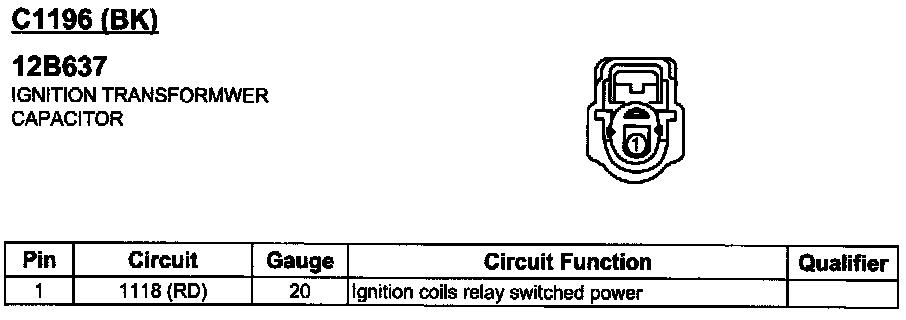 C1196 (BK)
12B637
IGNITION TRANSFORMWER
CAPACITOR
1
Pin Circuit Gauge Circuit Function Qualifier
1 1118 (RD) 20 Ignition coils relay switched power